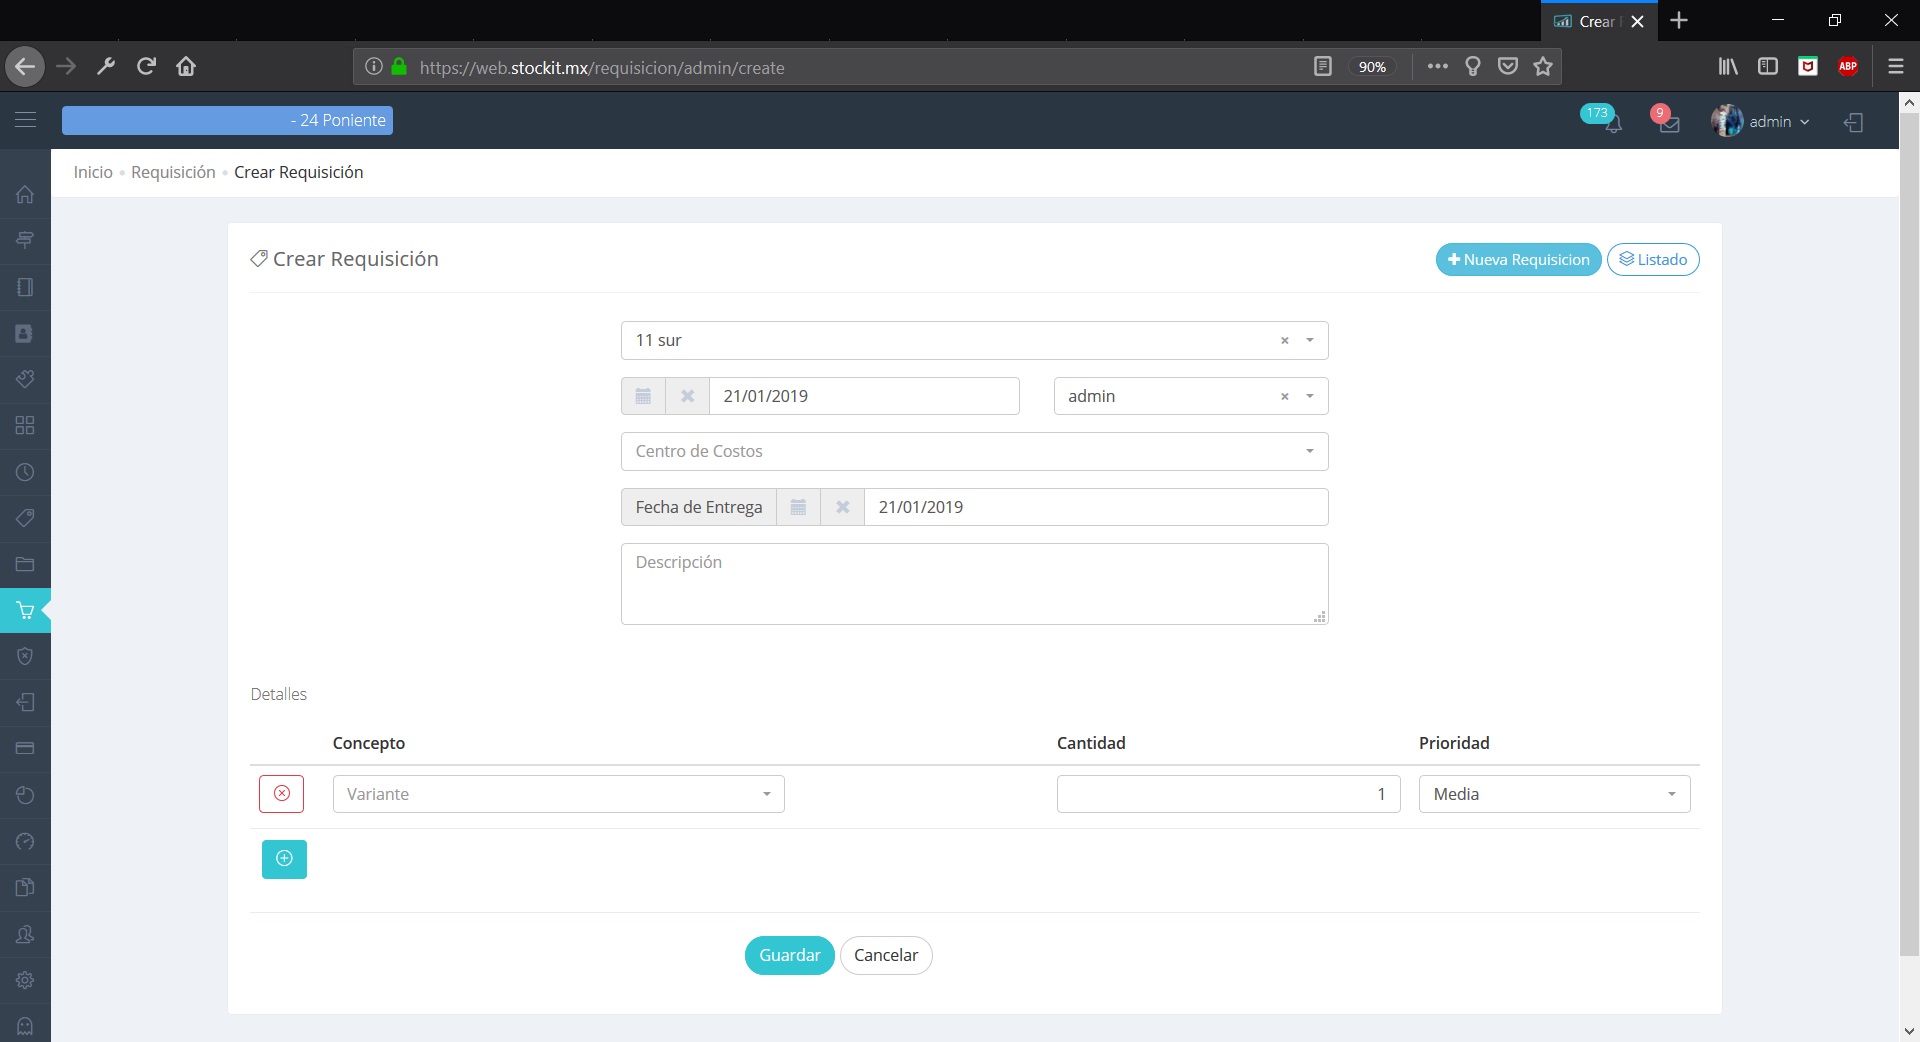 Crear
https://web.stockit.mx/requisicion/admin/create
90%
ABP
- 24 Poniente
173
9
admin
Inicio • Requisición • Crear Requisición
Crear Requisición
Nueva Requisicion
Listado
11 sur
21/01/2019
admin
Centro de Costos
Fecha de Entrega
21/01/2019
Descripción
Detalles
Concepto
Cantidad
Prioridad
Variante
1
Media
Guardar
Cancelar